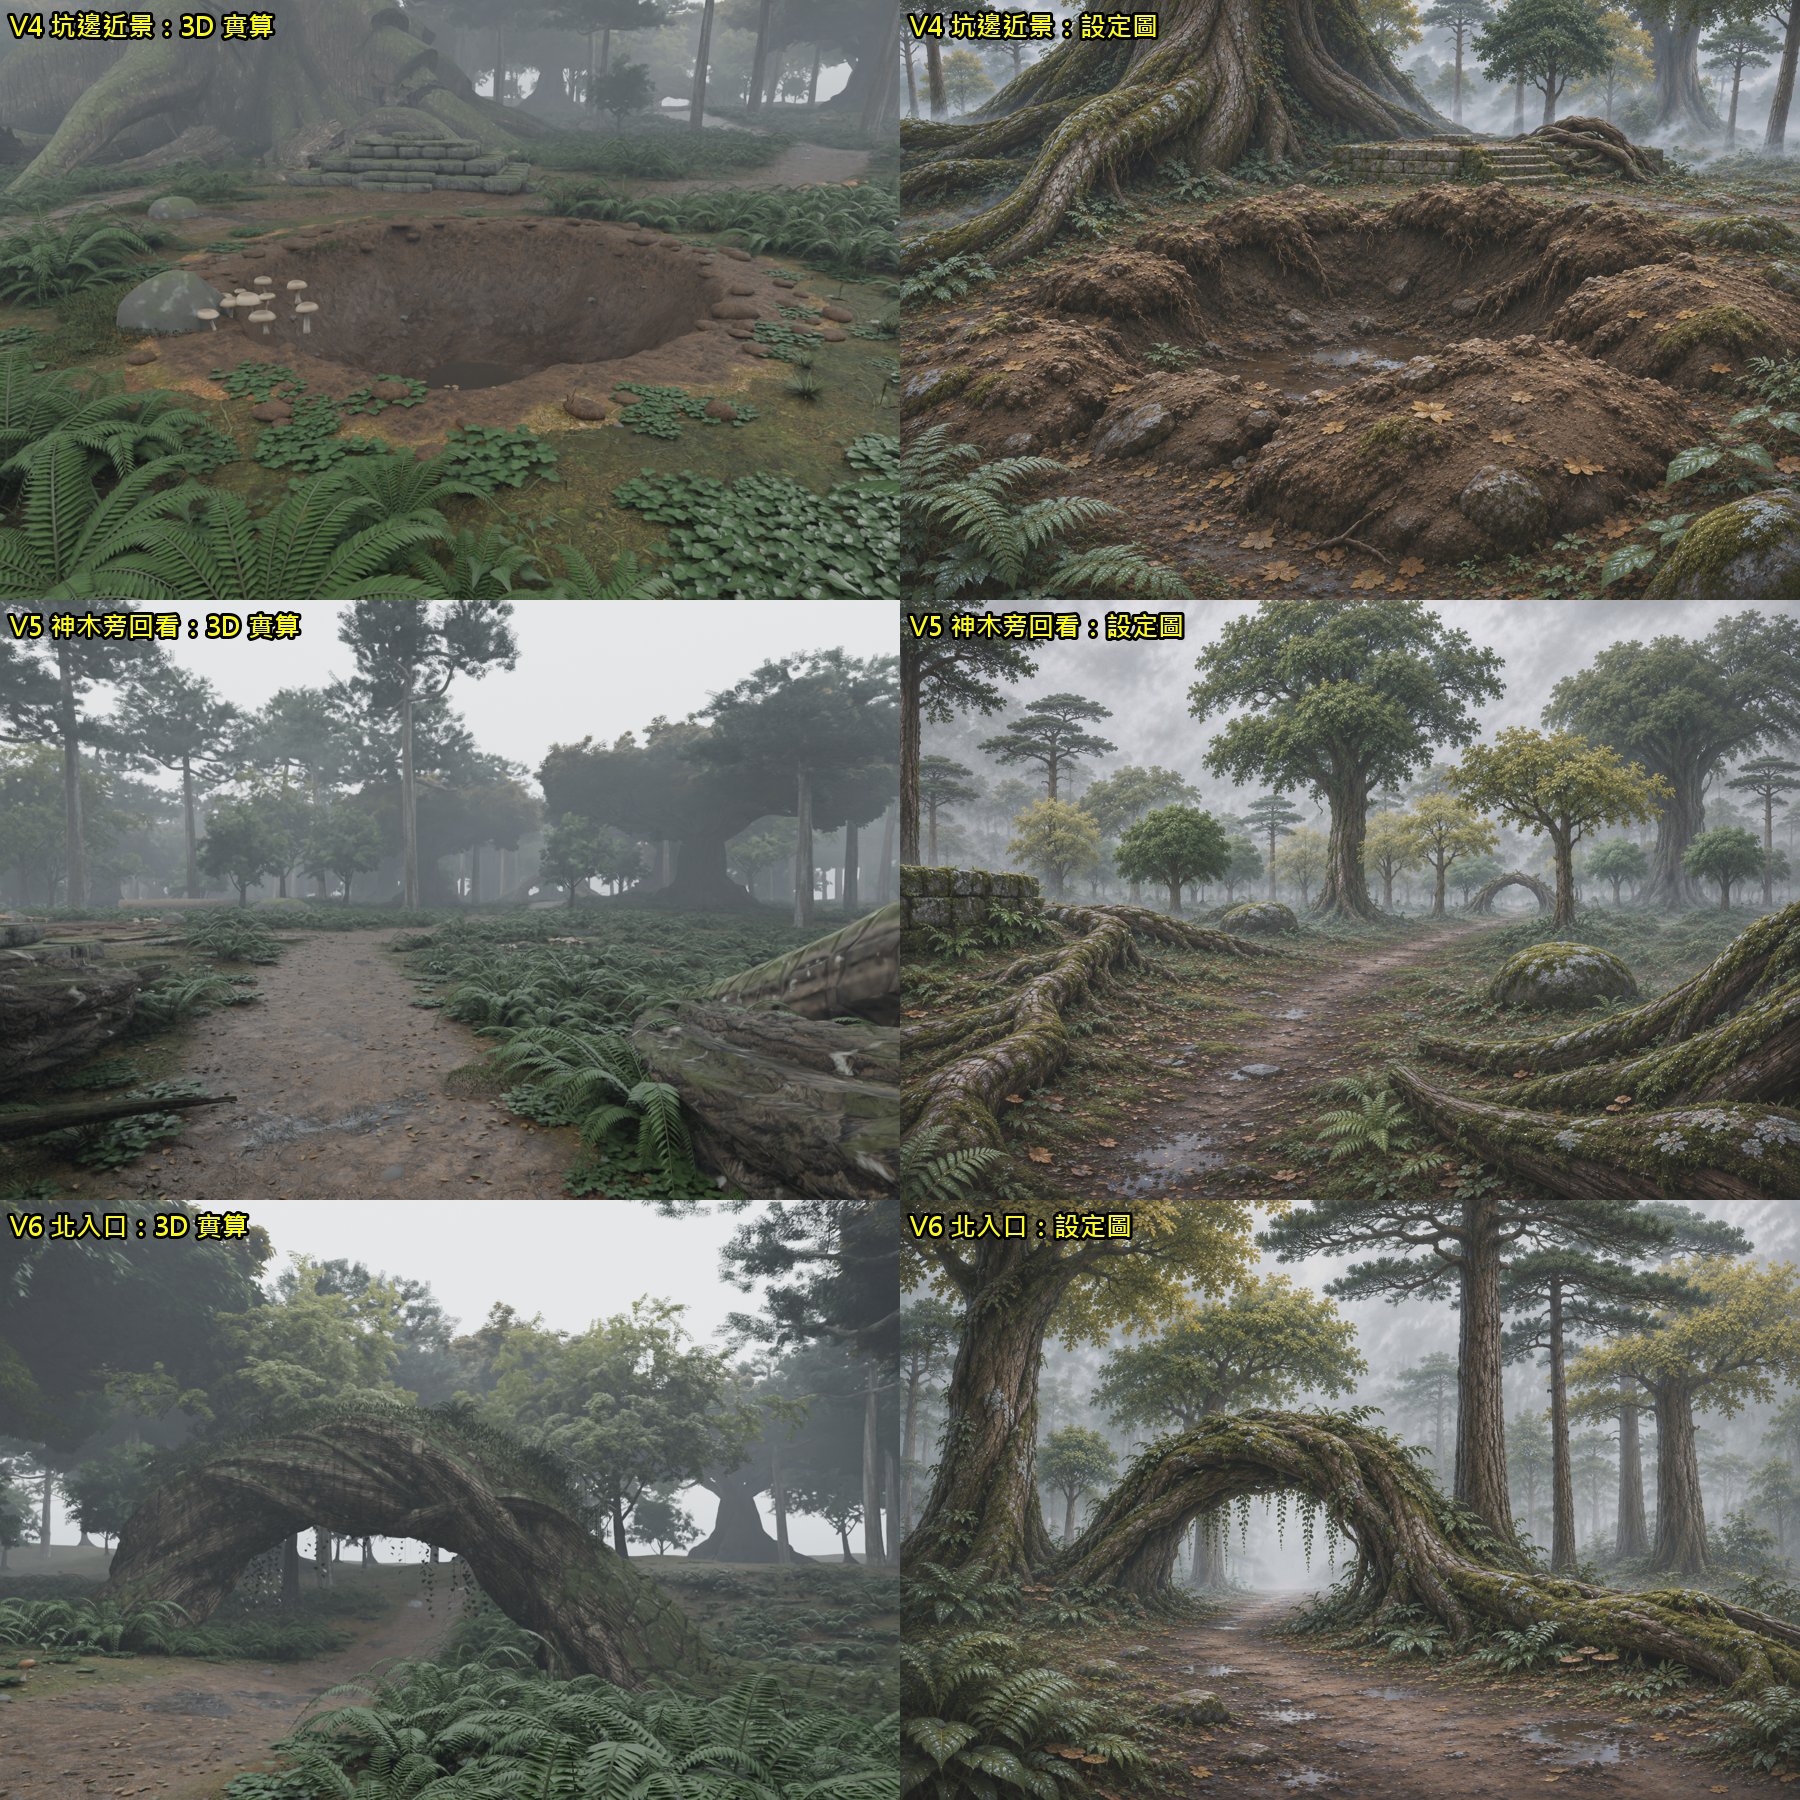 V4 坑邊近景：3D 實算
V4 坑邊近景：設定圖
V5 神木旁回看：3D 實算
V5 神木旁回看：設定圖
V6 北入口：3D 實算
V6 北入口：設定圖